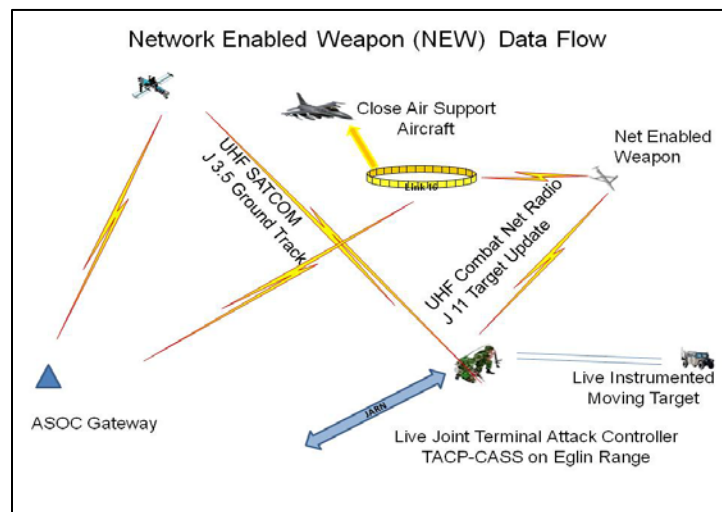 Network Enabled Weapon (NEW) Data Flow
Close Air Support
Aircraft
Net Enabled
Weapon
Link 16
UHF SATCOM
J 3.5 Ground Track
UHF Combat Net Radio
J 11 Target Update
ASOC Gateway
JARN
Live Instrumented
Moving Target
Live Joint Terminal Attack Controller
TACP-CASS on Eglin Range